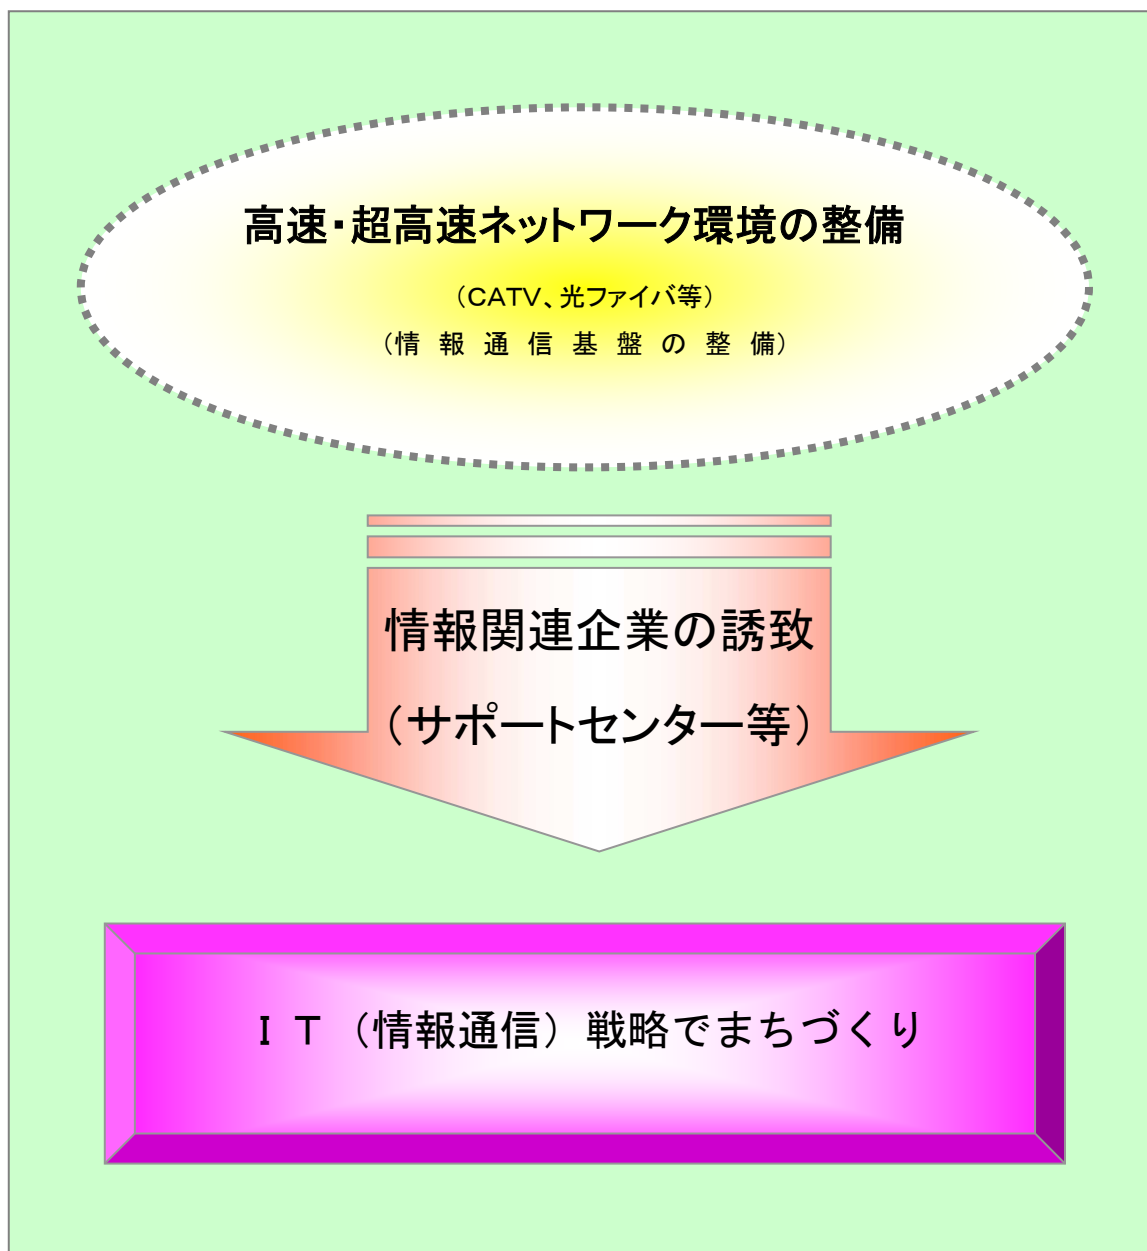 高速・超高速ネットワーク環境の整備
（CATV、光ファイバ等）
（情報通信基盤の整備）
情報関連企業の誘致
（サポートセンター等）
ＩＴ（情報通信）戦略でまちづくり